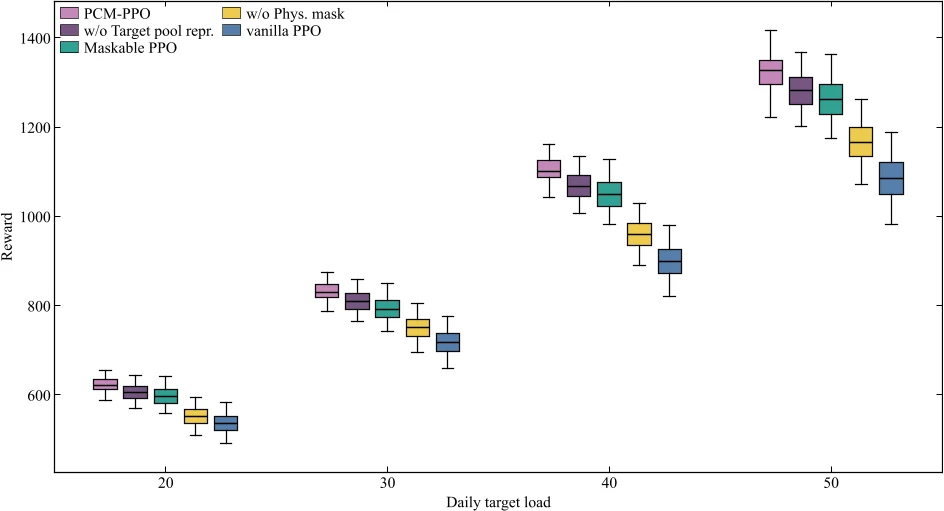 PCM-PPO
w/o Target pool repr.
Maskable PPO
w/o Phys. mask
vanilla PPO
Reward
1400
1200
1000
800
600
20 30 40 50
Daily target load